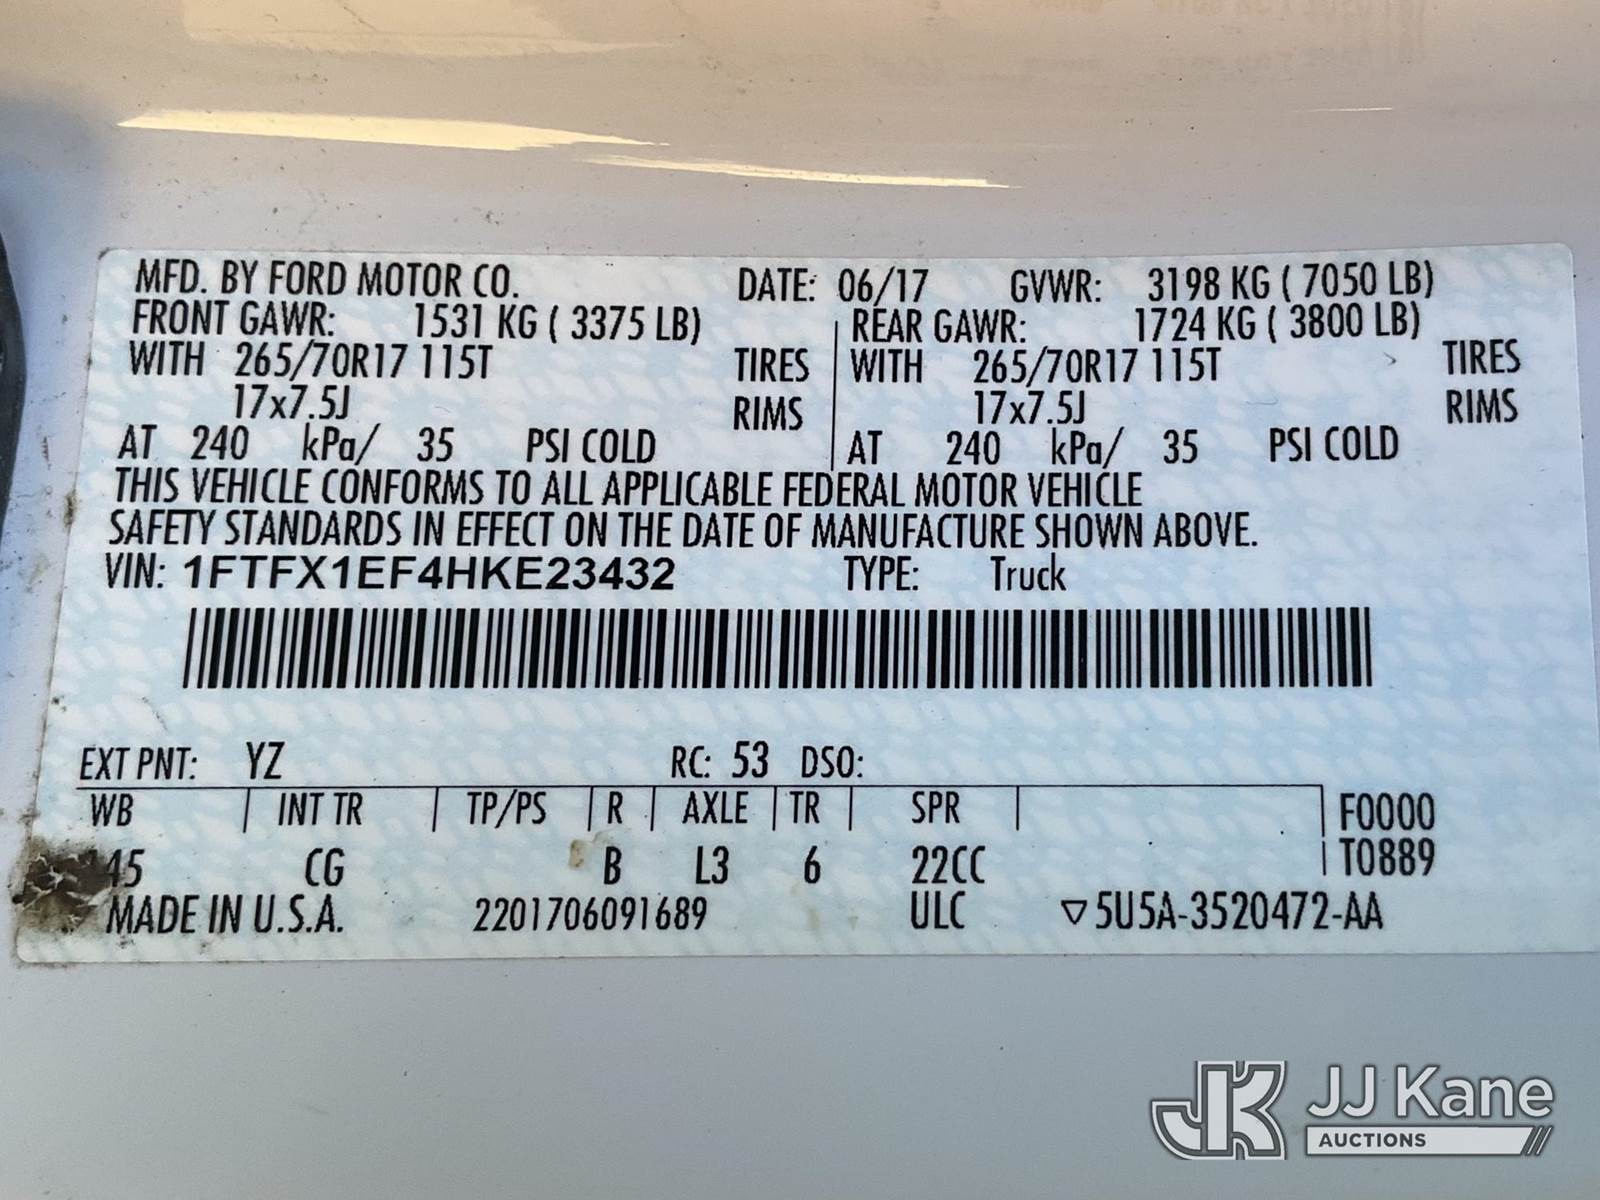 MFD. BY FORD MOTOR CO. DATE: 06/17 GVWR: 3198 KG ( 7050 LB)
FRONT GAWR: 1531 KG ( 3375 LB) REAR GAWR: 1724 KG ( 3800 LB)
WITH 265/70R17 115T TIRES WITH 265/70R17 115T TIRES
17x7.5J RIMS 17x7.5J RIMS
AT 240 kPa/ 35 PSI COLD AT 240 kPa/ 35 PSI COLD
THIS VEHICLE CONFORMS TO ALL APPLICABLE FEDERAL MOTOR VEHICLE
SAFETY STANDARDS IN EFFECT ON THE DATE OF MANUFACTURE SHOWN ABOVE.
VIN: 1FTFX1EF4HKE23432 TYPE: Truck
EXT PNT: YZ RC: 53 DSO:
WB INT TR TP/PS R AXLE TR SPR F0000
CG B L3 6 22CC T0889
MADE IN U.S.A. 2201706091689 ULC ▽5U5A-3520472-AA
JK JJ Kane
AUCTIONS